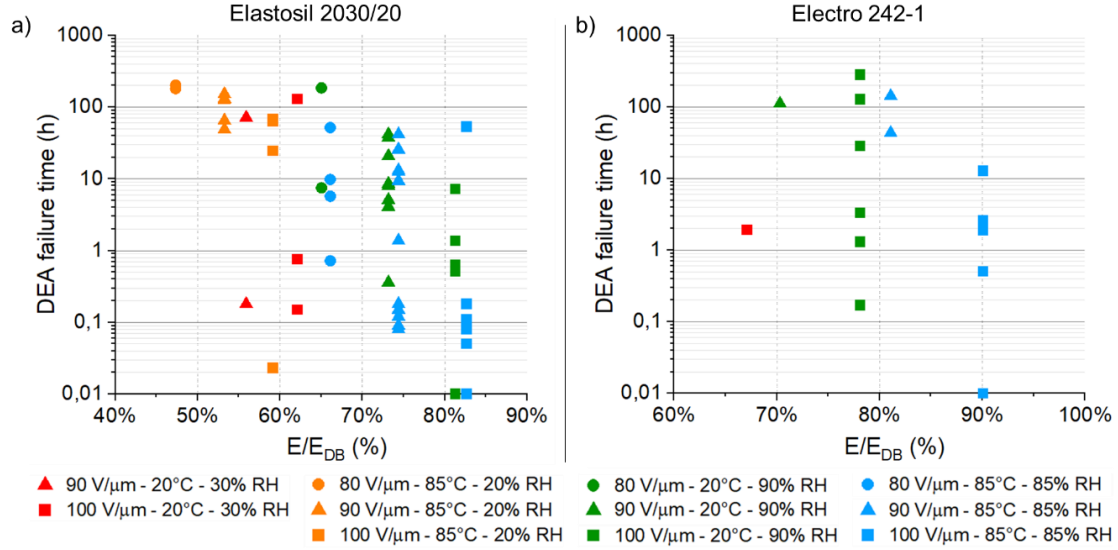 Elastosil 2030/20
Electro 242-1
a)
b)
DEA failure time (h)
1000
100
10
1
0,1
0,01
40% 50% 60% 70% 80% 90%
E/E_DB (%)
DEA failure time (h)
1000
100
10
1
0,1
0,01
60% 70% 80% 90% 100%
E/E_DB (%)
90 V/μm - 20°C - 30% RH
100 V/μm - 20°C - 30% RH
80 V/μm - 85°C - 20% RH
90 V/μm - 85°C - 20% RH
100 V/μm - 85°C - 20% RH
80 V/μm - 20°C - 90% RH
90 V/μm - 20°C - 90% RH
100 V/μm - 20°C - 90% RH
80 V/μm - 85°C - 85% RH
90 V/μm - 85°C - 85% RH
100 V/μm - 85°C - 85% RH